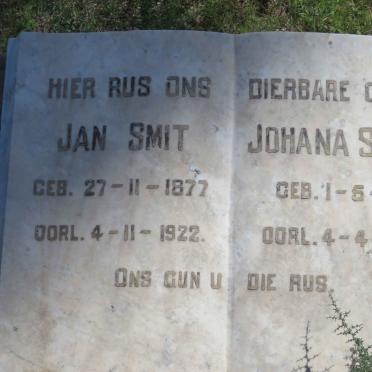 HIER RUS ONS DIERBARE
JAN SMIT JOHANA S
GEB. 27-11-1877 GEB. 1-5
OORL. 4-11-1922. OORL. 4-4
ONS GUN U DIE RUS.